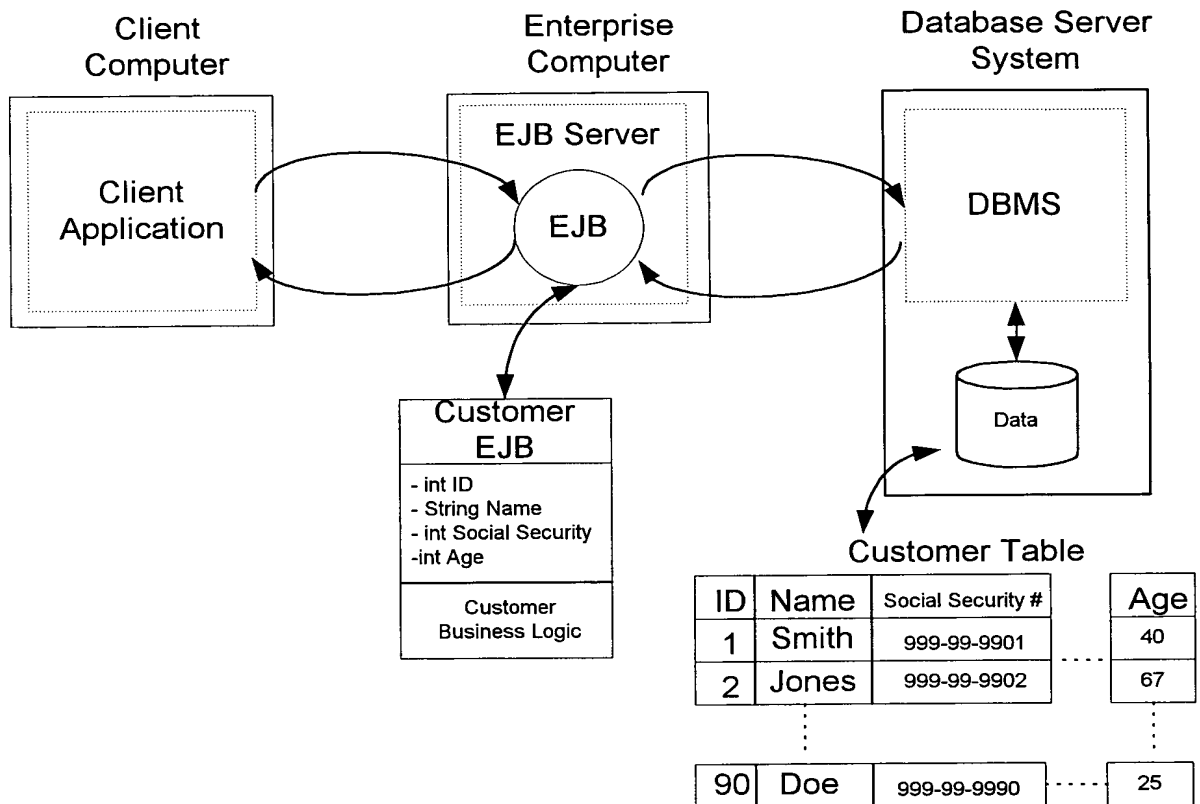 Client
Computer
Enterprise
Computer
Database Server
System
Client
Application
EJB Server
EJB
DBMS
Data
Customer
EJB
- int ID
- String Name
- int Social Security
-int Age
Customer
Business Logic
Customer Table
ID Name Social Security # Age
1 Smith 999-99-9901 40
2 Jones 999-99-9902 67
90 Doe 999-99-9990 25